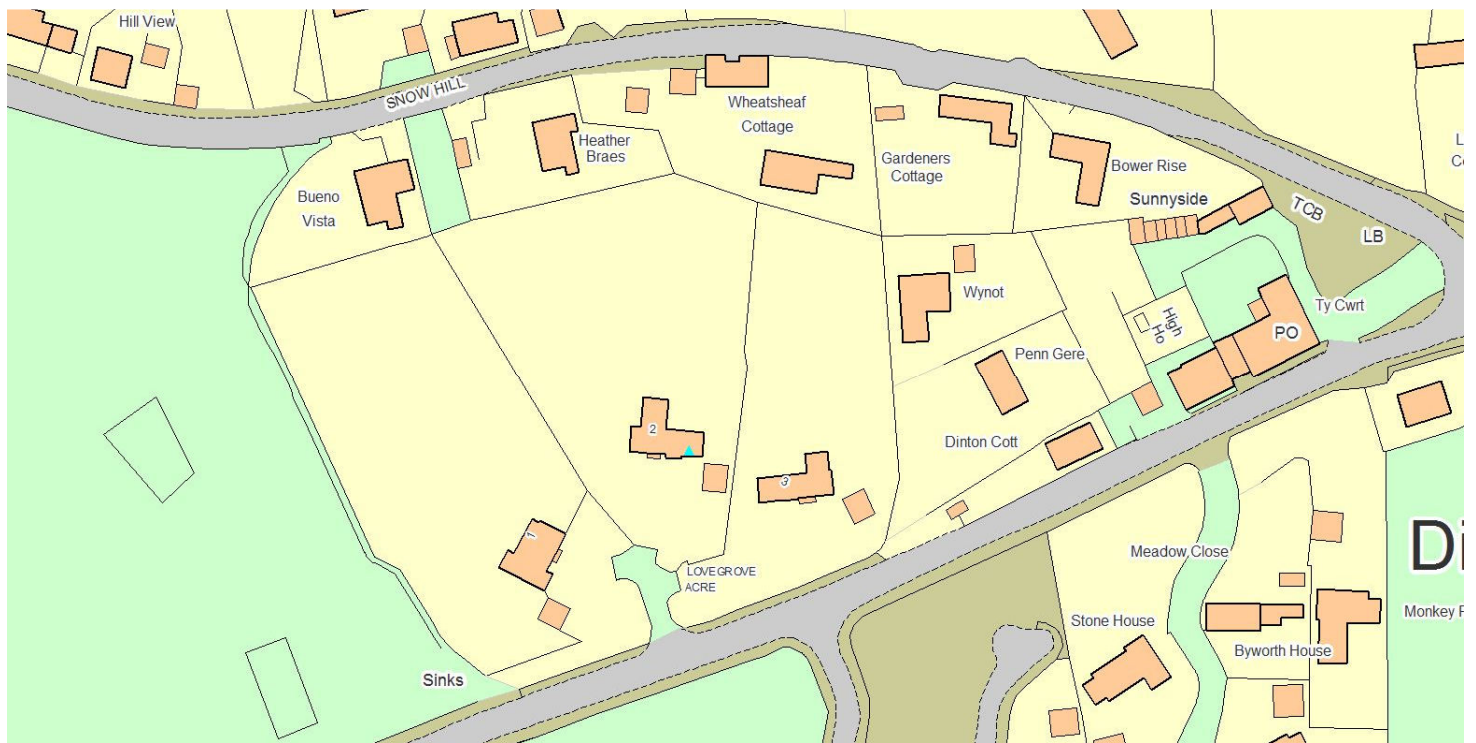 Hill View
SNOW HILL
Wheatsheaf
Cottage
Heather
Braes
Gardeners
Cottage
Bower Rise
Bueno
Vista
Sunnyside
TCB
LB
Wynot
Ty Cwrt
High
Ho
PO
Penn Gere
2
Dinton Cott
3
1
LOVEGROVE
ACRE
Meadow Close
Di
Stone House
Monkey
Byworth House
Sinks